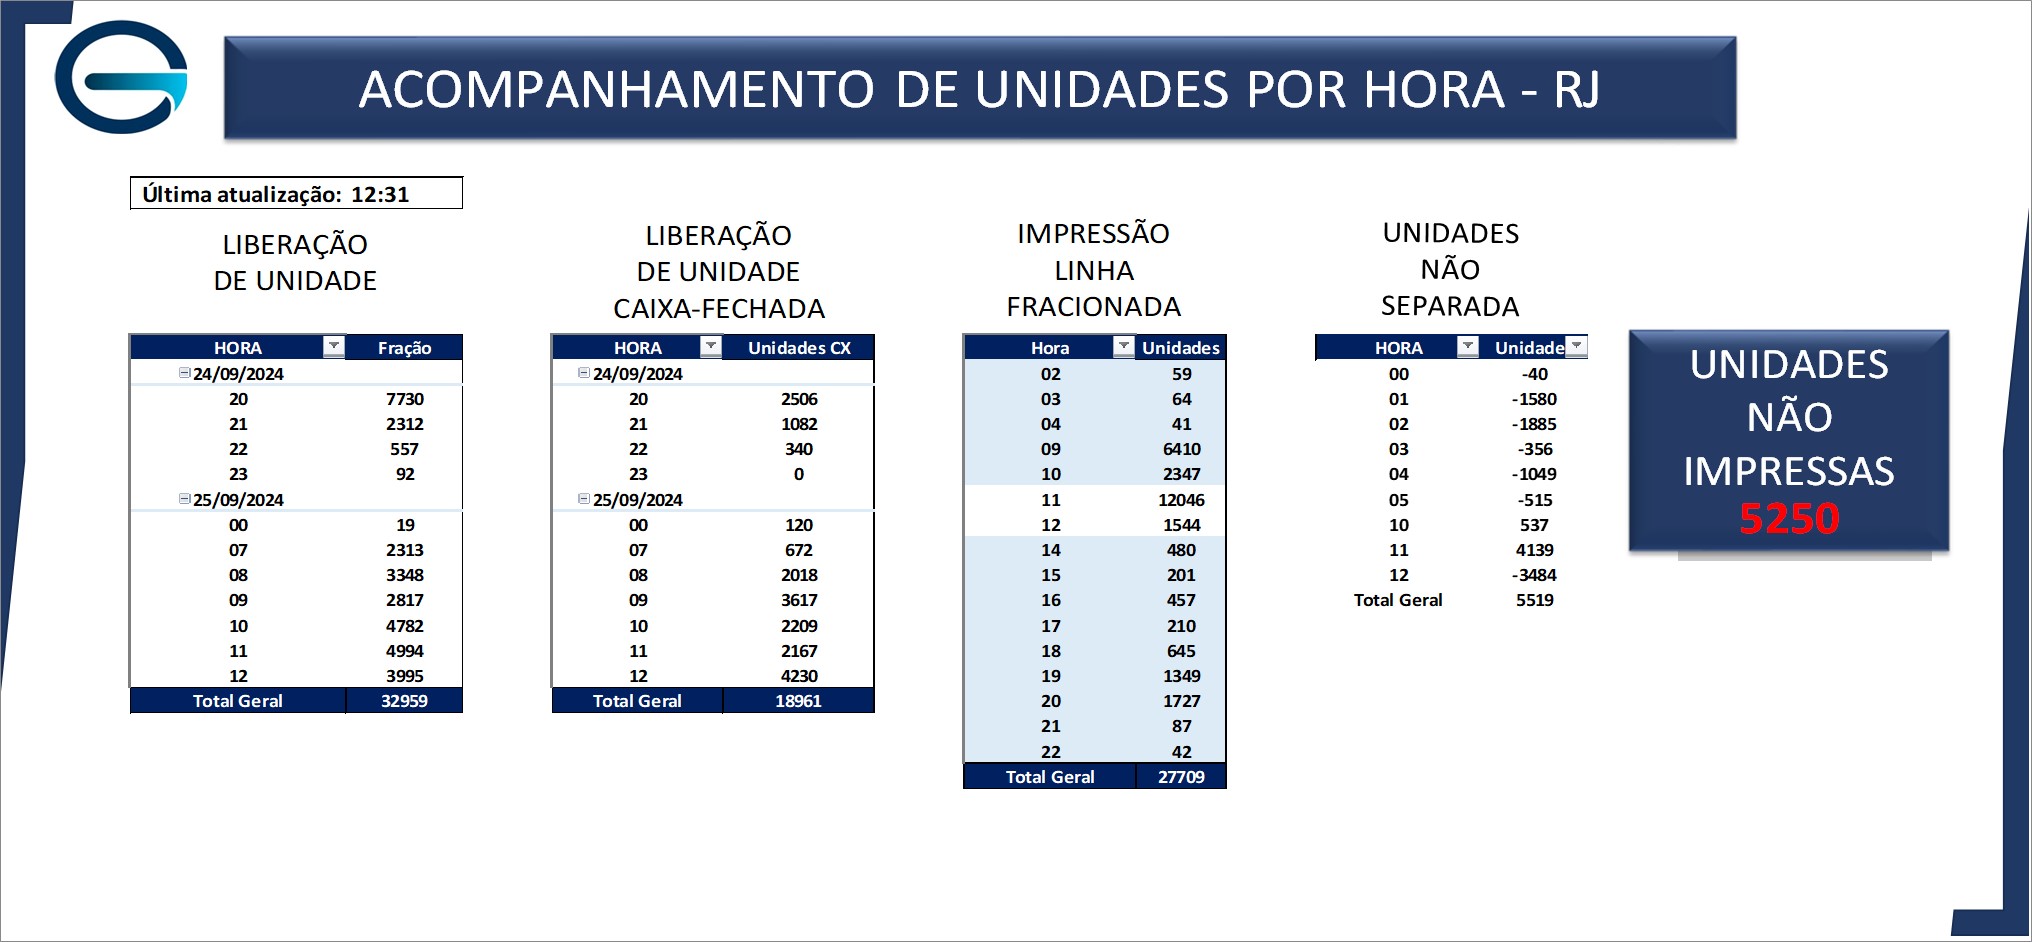 ACOMPANHAMENTO DE UNIDADES POR HORA - RJ
Última atualização: 12:31
LIBERAÇÃO
DE UNIDADE
HORA Fração
24/09/2024
20 7730
21 2312
22 557
23 92
25/09/2024
00 19
07 2313
08 3348
09 2817
10 4782
11 4994
12 3995
Total Geral 32959
LIBERAÇÃO
DE UNIDADE
CAIXA-FECHADA
HORA Unidades CX
24/09/2024
20 2506
21 1082
22 340
23 0
25/09/2024
00 120
07 672
08 2018
09 3617
10 2209
11 2167
12 4230
Total Geral 18961
IMPRESSÃO
LINHA
FRACIONADA
Hora Unidades
02 59
03 64
04 41
09 6410
10 2347
11 12046
12 1544
14 480
15 201
16 457
17 210
18 645
19 1349
20 1727
21 87
22 42
Total Geral 27709
UNIDADES
NÃO
SEPARADA
HORA Unidade
00 -40
01 -1580
02 -1885
03 -356
04 -1049
05 -515
10 537
11 4139
12 -3484
Total Geral 5519
UNIDADES
NÃO
IMPRESSAS
5250